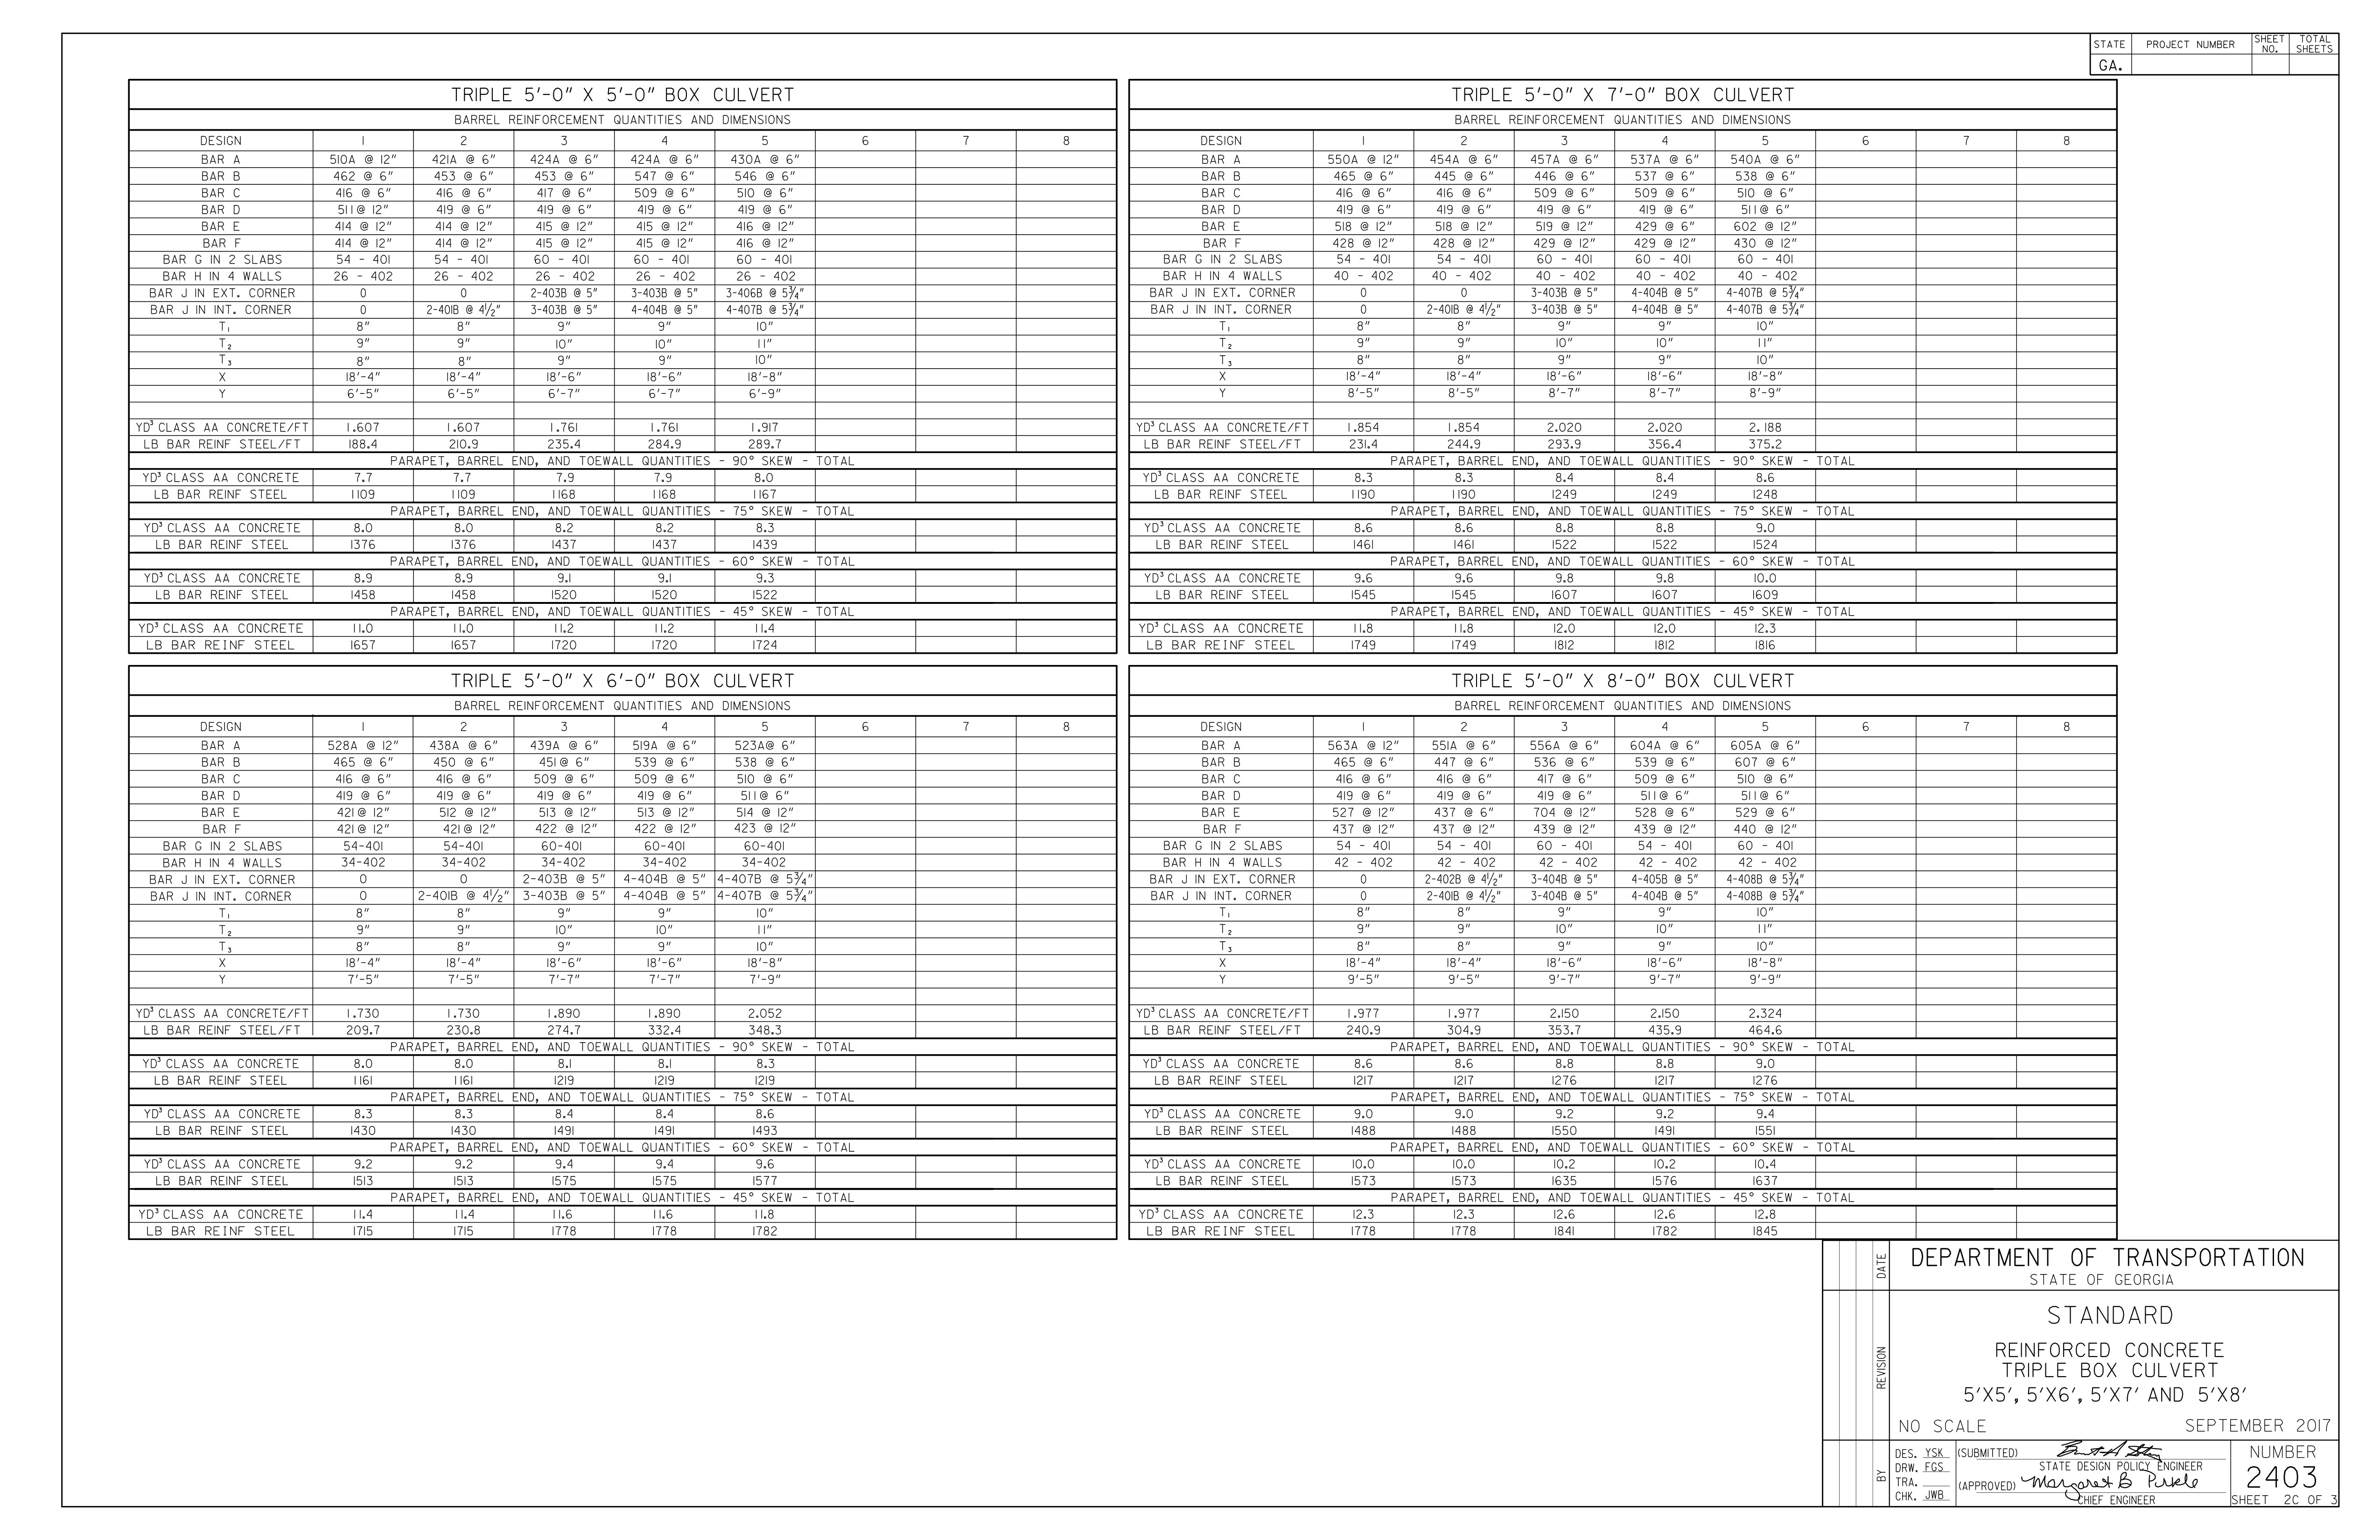 STATE PROJECT NUMBER SHEET NO. TOTAL SHEETS
GA.
TRIPLE 5'-0" X 5'-0" BOX CULVERT
BARREL REINFORCEMENT QUANTITIES AND DIMENSIONS
DESIGN 1 2 3 4 5 6 7 8
BAR A 510A @ 12" 421A @ 6" 424A @ 6" 424A @ 6" 430A @ 6"
BAR B 462 @ 6" 453 @ 6" 453 @ 6" 547 @ 6" 546 @ 6"
BAR C 416 @ 6" 416 @ 6" 417 @ 6" 509 @ 6" 510 @ 6"
BAR D 511@ 12" 419 @ 6" 419 @ 6" 419 @ 6" 419 @ 6"
BAR E 414 @ 12" 414 @ 12" 415 @ 12" 415 @ 12" 416 @ 12"
BAR F 414 @ 12" 414 @ 12" 415 @ 12" 415 @ 12" 416 @ 12"
BAR G IN 2 SLABS 54 - 401 54 - 401 60 - 401 60 - 401 60 - 401
BAR H IN 4 WALLS 26 - 402 26 - 402 26 - 402 26 - 402 26 - 402
BAR J IN EXT. CORNER 0 0 2-403B @ 5" 3-403B @ 5" 3-406B @ 5¾"
BAR J IN INT. CORNER 0 2-401B @ 4½" 3-403B @ 5" 4-404B @ 5" 4-407B @ 5¾"
T₁ 8" 8" 9" 9" 10"
T₂ 9" 9" 10" 10" 11"
T₃ 8" 8" 9" 9" 10"
X 18'-4" 18'-4" 18'-6" 18'-6" 18'-8"
Y 6'-5" 6'-5" 6'-7" 6'-7" 6'-9"
YD³ CLASS AA CONCRETE/FT 1.607 1.607 1.761 1.761 1.917
LB BAR REINF STEEL/FT 188.4 210.9 235.4 284.9 289.7
PARAPET, BARREL END, AND TOEWALL QUANTITIES - 90° SKEW - TOTAL
YD³ CLASS AA CONCRETE 7.7 7.7 7.9 7.9 8.0
LB BAR REINF STEEL 1109 1109 1168 1168 1167
PARAPET, BARREL END, AND TOEWALL QUANTITIES - 75° SKEW - TOTAL
YD³ CLASS AA CONCRETE 8.0 8.0 8.2 8.2 8.3
LB BAR REINF STEEL 1376 1376 1437 1437 1439
PARAPET, BARREL END, AND TOEWALL QUANTITIES - 60° SKEW - TOTAL
YD³ CLASS AA CONCRETE 8.9 8.9 9.1 9.1 9.3
LB BAR REINF STEEL 1458 1458 1520 1520 1522
PARAPET, BARREL END, AND TOEWALL QUANTITIES - 45° SKEW - TOTAL
YD³ CLASS AA CONCRETE 11.0 11.0 11.2 11.2 11.4
LB BAR REINF STEEL 1657 1657 1720 1720 1724
TRIPLE 5'-0" X 7'-0" BOX CULVERT
BARREL REINFORCEMENT QUANTITIES AND DIMENSIONS
DESIGN 1 2 3 4 5 6 7 8
BAR A 550A @ 12" 454A @ 6" 457A @ 6" 537A @ 6" 540A @ 6"
BAR B 465 @ 6" 445 @ 6" 446 @ 6" 537 @ 6" 538 @ 6"
BAR C 416 @ 6" 416 @ 6" 509 @ 6" 509 @ 6" 510 @ 6"
BAR D 419 @ 6" 419 @ 6" 419 @ 6" 419 @ 6" 511@ 6"
BAR E 518 @ 12" 518 @ 12" 519 @ 12" 429 @ 6" 602 @ 12"
BAR F 428 @ 12" 428 @ 12" 429 @ 12" 429 @ 12" 430 @ 12"
BAR G IN 2 SLABS 54 - 401 54 - 401 60 - 401 60 - 401 60 - 401
BAR H IN 4 WALLS 40 - 402 40 - 402 40 - 402 40 - 402 40 - 402
BAR J IN EXT. CORNER 0 0 3-403B @ 5" 4-404B @ 5" 4-407B @ 5¾"
BAR J IN INT. CORNER 0 2-401B @ 4½" 3-403B @ 5" 4-404B @ 5" 4-407B @ 5¾"
T₁ 8" 8" 9" 9" 10"
T₂ 9" 9" 10" 10" 11"
T₃ 8" 8" 9" 9" 10"
X 18'-4" 18'-4" 18'-6" 18'-6" 18'-8"
Y 8'-5" 8'-5" 8'-7" 8'-7" 8'-9"
YD³ CLASS AA CONCRETE/FT 1.854 1.854 2.020 2.020 2.188
LB BAR REINF STEEL/FT 231.4 244.9 293.9 356.4 375.2
PARAPET, BARREL END, AND TOEWALL QUANTITIES - 90° SKEW - TOTAL
YD³ CLASS AA CONCRETE 8.3 8.3 8.4 8.4 8.6
LB BAR REINF STEEL 1190 1190 1249 1249 1248
PARAPET, BARREL END, AND TOEWALL QUANTITIES - 75° SKEW - TOTAL
YD³ CLASS AA CONCRETE 8.6 8.6 8.8 8.8 9.0
LB BAR REINF STEEL 1461 1461 1522 1522 1524
PARAPET, BARREL END, AND TOEWALL QUANTITIES - 60° SKEW - TOTAL
YD³ CLASS AA CONCRETE 9.6 9.6 9.8 9.8 10.0
LB BAR REINF STEEL 1545 1545 1607 1607 1609
PARAPET, BARREL END, AND TOEWALL QUANTITIES - 45° SKEW - TOTAL
YD³ CLASS AA CONCRETE 11.8 11.8 12.0 12.0 12.3
LB BAR REINF STEEL 1749 1749 1812 1812 1816
TRIPLE 5'-0" X 6'-0" BOX CULVERT
BARREL REINFORCEMENT QUANTITIES AND DIMENSIONS
DESIGN 1 2 3 4 5 6 7 8
BAR A 528A @ 12" 438A @ 6" 439A @ 6" 519A @ 6" 523A@ 6"
BAR B 465 @ 6" 450 @ 6" 451@ 6" 539 @ 6" 538 @ 6"
BAR C 416 @ 6" 416 @ 6" 509 @ 6" 509 @ 6" 510 @ 6"
BAR D 419 @ 6" 419 @ 6" 419 @ 6" 419 @ 6" 511@ 6"
BAR E 421@ 12" 512 @ 12" 513 @ 12" 513 @ 12" 514 @ 12"
BAR F 421@ 12" 421@ 12" 422 @ 12" 422 @ 12" 423 @ 12"
BAR G IN 2 SLABS 54-401 54-401 60-401 60-401 60-401
BAR H IN 4 WALLS 34-402 34-402 34-402 34-402 34-402
BAR J IN EXT. CORNER 0 0 2-403B @ 5" 4-404B @ 5" 4-407B @ 5¾"
BAR J IN INT. CORNER 0 2-401B @ 4½" 3-403B @ 5" 4-404B @ 5" 4-407B @ 5¾"
T₁ 8" 8" 9" 9" 10"
T₂ 9" 9" 10" 10" 11"
T₃ 8" 8" 9" 9" 10"
X 18'-4" 18'-4" 18'-6" 18'-6" 18'-8"
Y 7'-5" 7'-5" 7'-7" 7'-7" 7'-9"
YD³ CLASS AA CONCRETE/FT 1.730 1.730 1.890 1.890 2.052
LB BAR REINF STEEL/FT 209.7 230.8 274.7 332.4 348.3
PARAPET, BARREL END, AND TOEWALL QUANTITIES - 90° SKEW - TOTAL
YD³ CLASS AA CONCRETE 8.0 8.0 8.1 8.1 8.3
LB BAR REINF STEEL 1161 1161 1219 1219 1219
PARAPET, BARREL END, AND TOEWALL QUANTITIES - 75° SKEW - TOTAL
YD³ CLASS AA CONCRETE 8.3 8.3 8.4 8.4 8.6
LB BAR REINF STEEL 1430 1430 1491 1491 1493
PARAPET, BARREL END, AND TOEWALL QUANTITIES - 60° SKEW - TOTAL
YD³ CLASS AA CONCRETE 9.2 9.2 9.4 9.4 9.6
LB BAR REINF STEEL 1513 1513 1575 1575 1577
PARAPET, BARREL END, AND TOEWALL QUANTITIES - 45° SKEW - TOTAL
YD³ CLASS AA CONCRETE 11.4 11.4 11.6 11.6 11.8
LB BAR REINF STEEL 1715 1715 1778 1778 1782
TRIPLE 5'-0" X 8'-0" BOX CULVERT
BARREL REINFORCEMENT QUANTITIES AND DIMENSIONS
DESIGN 1 2 3 4 5 6 7 8
BAR A 563A @ 12" 551A @ 6" 556A @ 6" 604A @ 6" 605A @ 6"
BAR B 465 @ 6" 447 @ 6" 536 @ 6" 539 @ 6" 607 @ 6"
BAR C 416 @ 6" 416 @ 6" 417 @ 6" 509 @ 6" 510 @ 6"
BAR D 419 @ 6" 419 @ 6" 419 @ 6" 511@ 6" 511@ 6"
BAR E 527 @ 12" 437 @ 6" 704 @ 12" 528 @ 6" 529 @ 6"
BAR F 437 @ 12" 437 @ 12" 439 @ 12" 439 @ 12" 440 @ 12"
BAR G IN 2 SLABS 54 - 401 54 - 401 60 - 401 54 - 401 60 - 401
BAR H IN 4 WALLS 42 - 402 42 - 402 42 - 402 42 - 402 42 - 402
BAR J IN EXT. CORNER 0 2-402B @ 4½" 3-404B @ 5" 4-405B @ 5" 4-408B @ 5¾"
BAR J IN INT. CORNER 0 2-401B @ 4½" 3-404B @ 5" 4-404B @ 5" 4-408B @ 5¾"
T₁ 8" 8" 9" 9" 10"
T₂ 9" 9" 10" 10" 11"
T₃ 8" 8" 9" 9" 10"
X 18'-4" 18'-4" 18'-6" 18'-6" 18'-8"
Y 9'-5" 9'-5" 9'-7" 9'-7" 9'-9"
YD³ CLASS AA CONCRETE/FT 1.977 1.977 2.150 2.150 2.324
LB BAR REINF STEEL/FT 240.9 304.9 353.7 435.9 464.6
PARAPET, BARREL END, AND TOEWALL QUANTITIES - 90° SKEW - TOTAL
YD³ CLASS AA CONCRETE 8.6 8.6 8.8 8.8 9.0
LB BAR REINF STEEL 1217 1217 1276 1217 1276
PARAPET, BARREL END, AND TOEWALL QUANTITIES - 75° SKEW - TOTAL
YD³ CLASS AA CONCRETE 9.0 9.0 9.2 9.2 9.4
LB BAR REINF STEEL 1488 1488 1550 1491 1551
PARAPET, BARREL END, AND TOEWALL QUANTITIES - 60° SKEW - TOTAL
YD³ CLASS AA CONCRETE 10.0 10.0 10.2 10.2 10.4
LB BAR REINF STEEL 1573 1573 1635 1576 1637
PARAPET, BARREL END, AND TOEWALL QUANTITIES - 45° SKEW - TOTAL
YD³ CLASS AA CONCRETE 12.3 12.3 12.6 12.6 12.8
LB BAR REINF STEEL 1778 1778 1841 1782 1845
DATE
REVISION
BY
DEPARTMENT OF TRANSPORTATION
STATE OF GEORGIA
STANDARD
REINFORCED CONCRETE
TRIPLE BOX CULVERT
5'X5', 5'X6', 5'X7' AND 5'X8'
NO SCALE SEPTEMBER 2017
DES. YSK (SUBMITTED)
STATE DESIGN POLICY ENGINEER
DRW. FGS
TRA.
CHK. JWB
(APPROVED) Margaret B Pirkle
CHIEF ENGINEER
NUMBER
2403
SHEET 2C OF 3